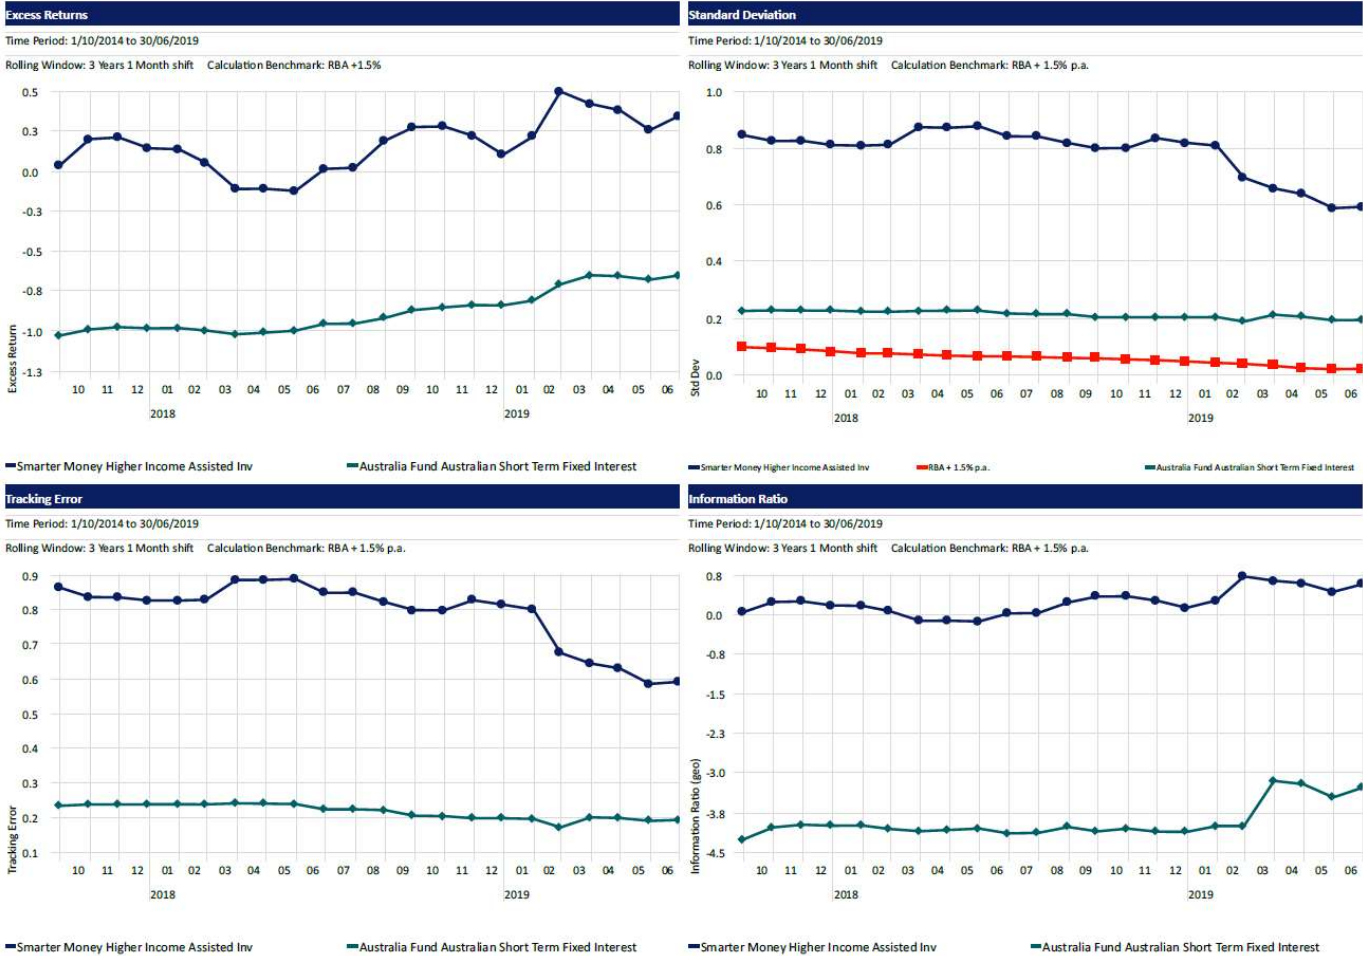 Excess Returns
Time Period: 1/10/2014 to 30/06/2019
Rolling Window: 3 Years 1 Month shift Calculation Benchmark: RBA +1.5%
0.5
0.3
0.0
-0.3
-0.5
-0.8
-1.0
-1.3
Excess Return
10 11 12 01 02 03 04 05 06 07 08 09 10 11 12 01 02 03 04 05 06
2018 2019
Smarter Money Higher Income Assisted Inv Australia Fund Australian Short Term Fixed Interest
Standard Deviation
Time Period: 1/10/2014 to 30/06/2019
Rolling Window: 3 Years 1 Month shift Calculation Benchmark: RBA + 1.5% p.a.
1.0
0.8
0.6
0.4
0.2
0.0
Std Dev
10 11 12 01 02 03 04 05 06 07 08 09 10 11 12 01 02 03 04 05 06
2018 2019
Smarter Money Higher Income Assisted Inv RBA + 1.5% p.a. Australia Fund Australian Short Term Fixed Interest
Tracking Error
Time Period: 1/10/2014 to 30/06/2019
Rolling Window: 3 Years 1 Month shift Calculation Benchmark: RBA + 1.5% p.a.
0.9
0.8
0.7
0.6
0.5
0.4
0.3
0.2
0.1
Tracking Error
10 11 12 01 02 03 04 05 06 07 08 09 10 11 12 01 02 03 04 05 06
2018 2019
Smarter Money Higher Income Assisted Inv Australia Fund Australian Short Term Fixed Interest
Information Ratio
Time Period: 1/10/2014 to 30/06/2019
Rolling Window: 3 Years 1 Month shift Calculation Benchmark: RBA + 1.5% p.a.
0.8
0.0
-0.8
-1.5
-2.3
-3.0
-3.8
-4.5
Information Ratio (geo)
10 11 12 01 02 03 04 05 06 07 08 09 10 11 12 01 02 03 04 05 06
2018 2019
Smarter Money Higher Income Assisted Inv Australia Fund Australian Short Term Fixed Interest